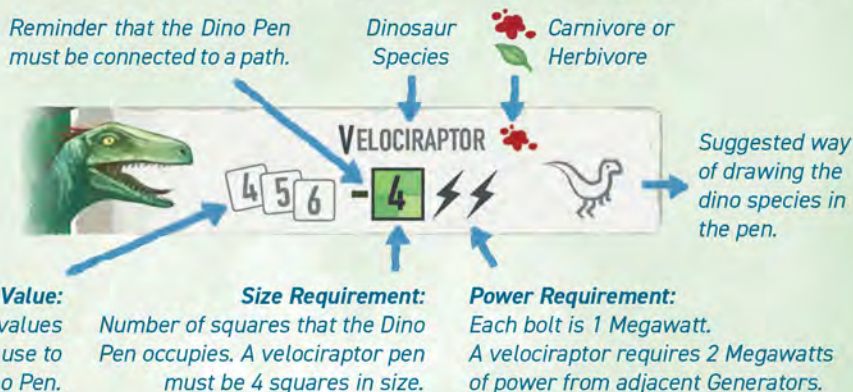 Reminder that the Dino Pen
must be connected to a path.
Dinosaur
Species
Carnivore or
Herbivore
VELOCIRAPTOR
4 5 6 - 4
Suggested way
of drawing the
dino species in
the pen.
Value:
values
use to
o Pen.
Size Requirement:
Number of squares that the Dino
Pen occupies. A velociraptor pen
must be 4 squares in size.
Power Requirement:
Each bolt is 1 Megawatt.
A velociraptor requires 2 Megawatts
of power from adjacent Generators.